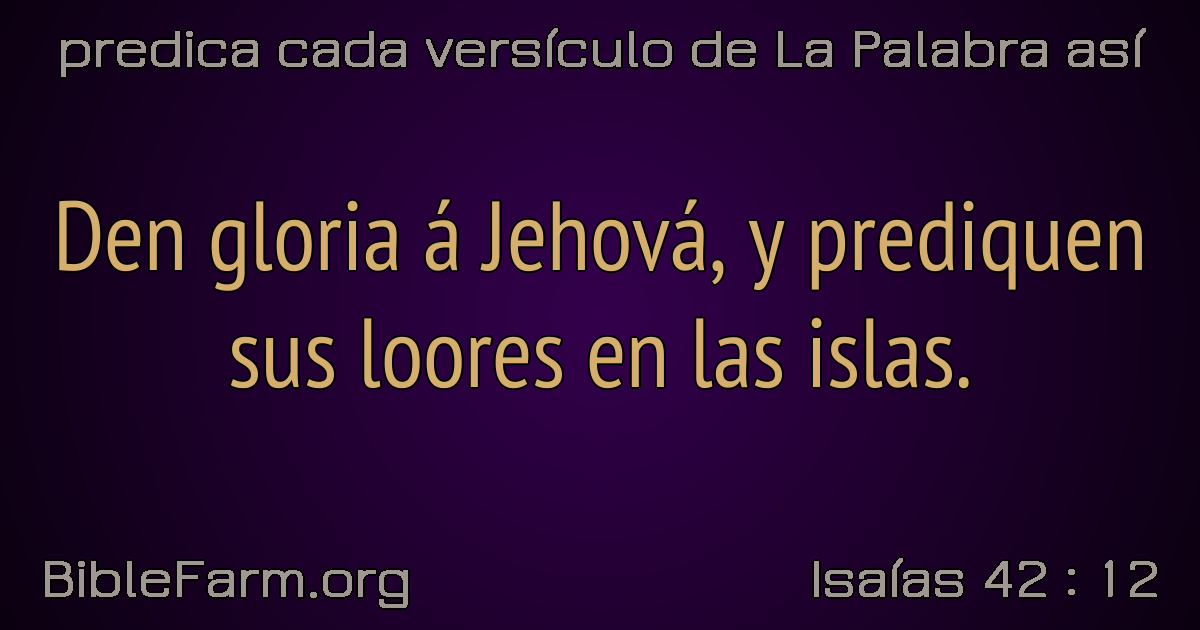 predica cada versículo de La Palabra así
Den gloria á Jehová, y prediquen
sus loores en las islas.
BibleFarm.org
Isaías 42 : 12